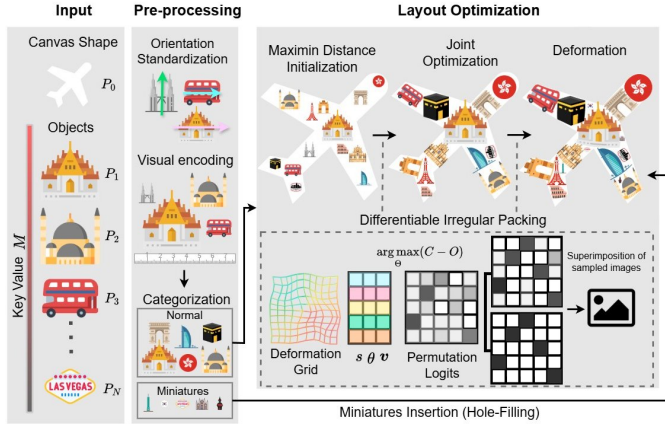 Input
Pre-processing
Layout Optimization
Canvas Shape
P₀
Objects
P₁
P₂
P₃
P_N
LAS VEGAS
Key Value M
Orientation
Standardization
Visual encoding
Categorization
Normal
Miniatures
Maximin Distance
Initialization
Joint
Optimization
Deformation
Differentiable Irregular Packing
arg max(C − O)
Θ
Superimposition of
sampled images
Deformation
Grid
s θ v
Permutation
Logits
Miniatures Insertion (Hole-Filling)